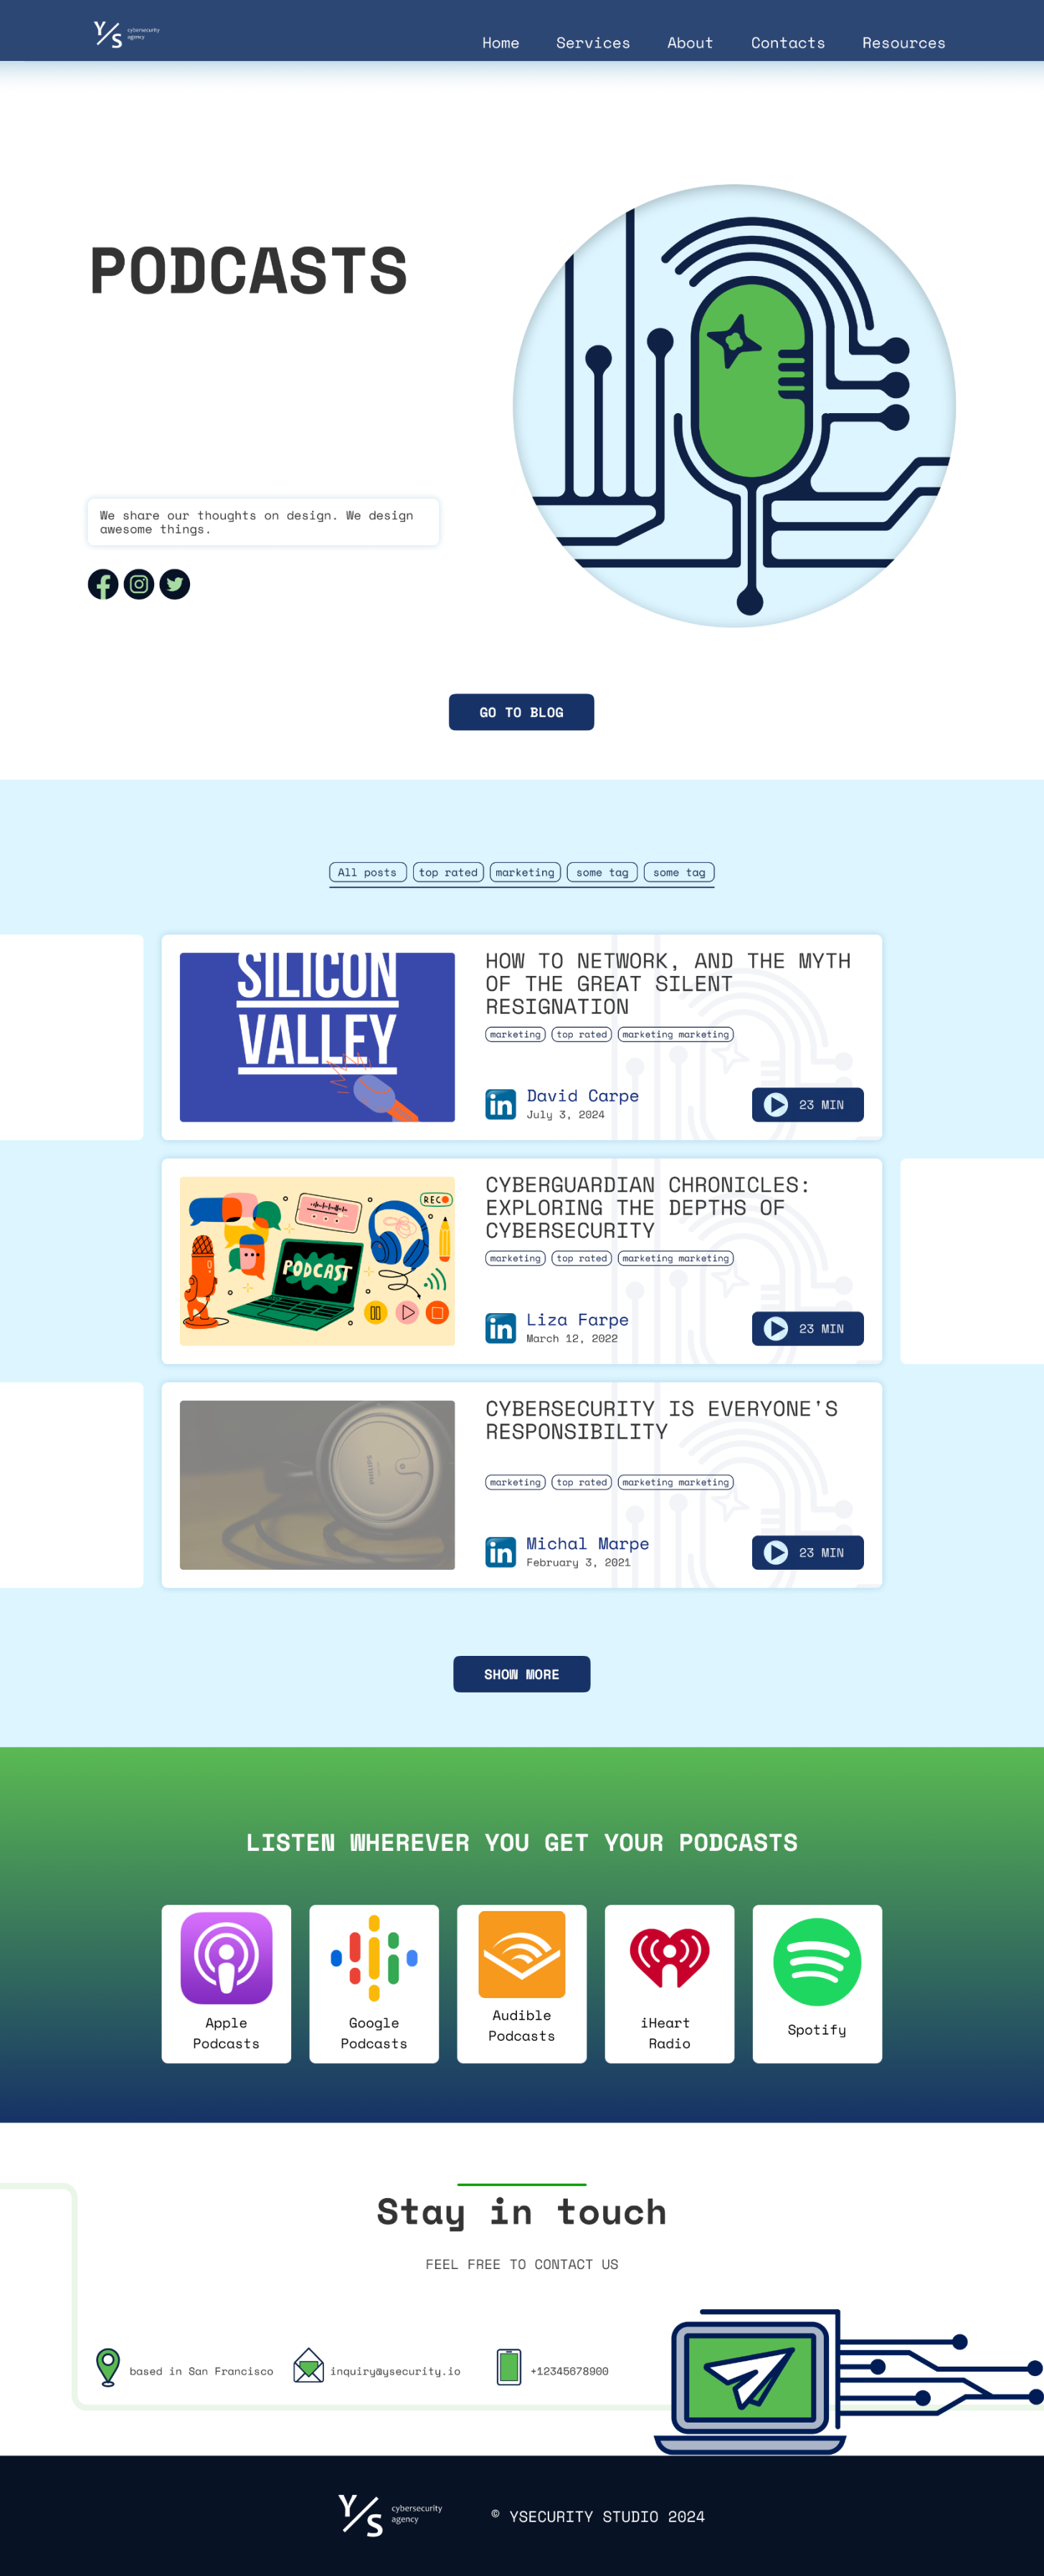 Y/S cybersecurity
agency
Home Services About Contacts Resources
PODCASTS
We share our thoughts on design. We design
awesome things.
GO TO BLOG
All posts top rated marketing some tag some tag
SILICON
VALLEY
HOW TO NETWORK, AND THE MYTH
OF THE GREAT SILENT
RESIGNATION
marketing top rated marketing marketing
in David Carpe
July 3, 2024
23 MIN
REC
PODCAST
CYBERGUARDIAN CHRONICLES:
EXPLORING THE DEPTHS OF
CYBERSECURITY
marketing top rated marketing marketing
in Liza Farpe
March 12, 2022
23 MIN
PHILIPS
CYBERSECURITY IS EVERYONE'S
RESPONSIBILITY
marketing top rated marketing marketing
in Michal Marpe
February 3, 2021
23 MIN
SHOW MORE
LISTEN WHEREVER YOU GET YOUR PODCASTS
Apple
Podcasts
Google
Podcasts
Audible
Podcasts
iHeart
Radio
Spotify
Stay in touch
FEEL FREE TO CONTACT US
based in San Francisco
inquiry@ysecurity.io
+12345678900
Y/S cybersecurity
agency
© YSECURITY STUDIO 2024